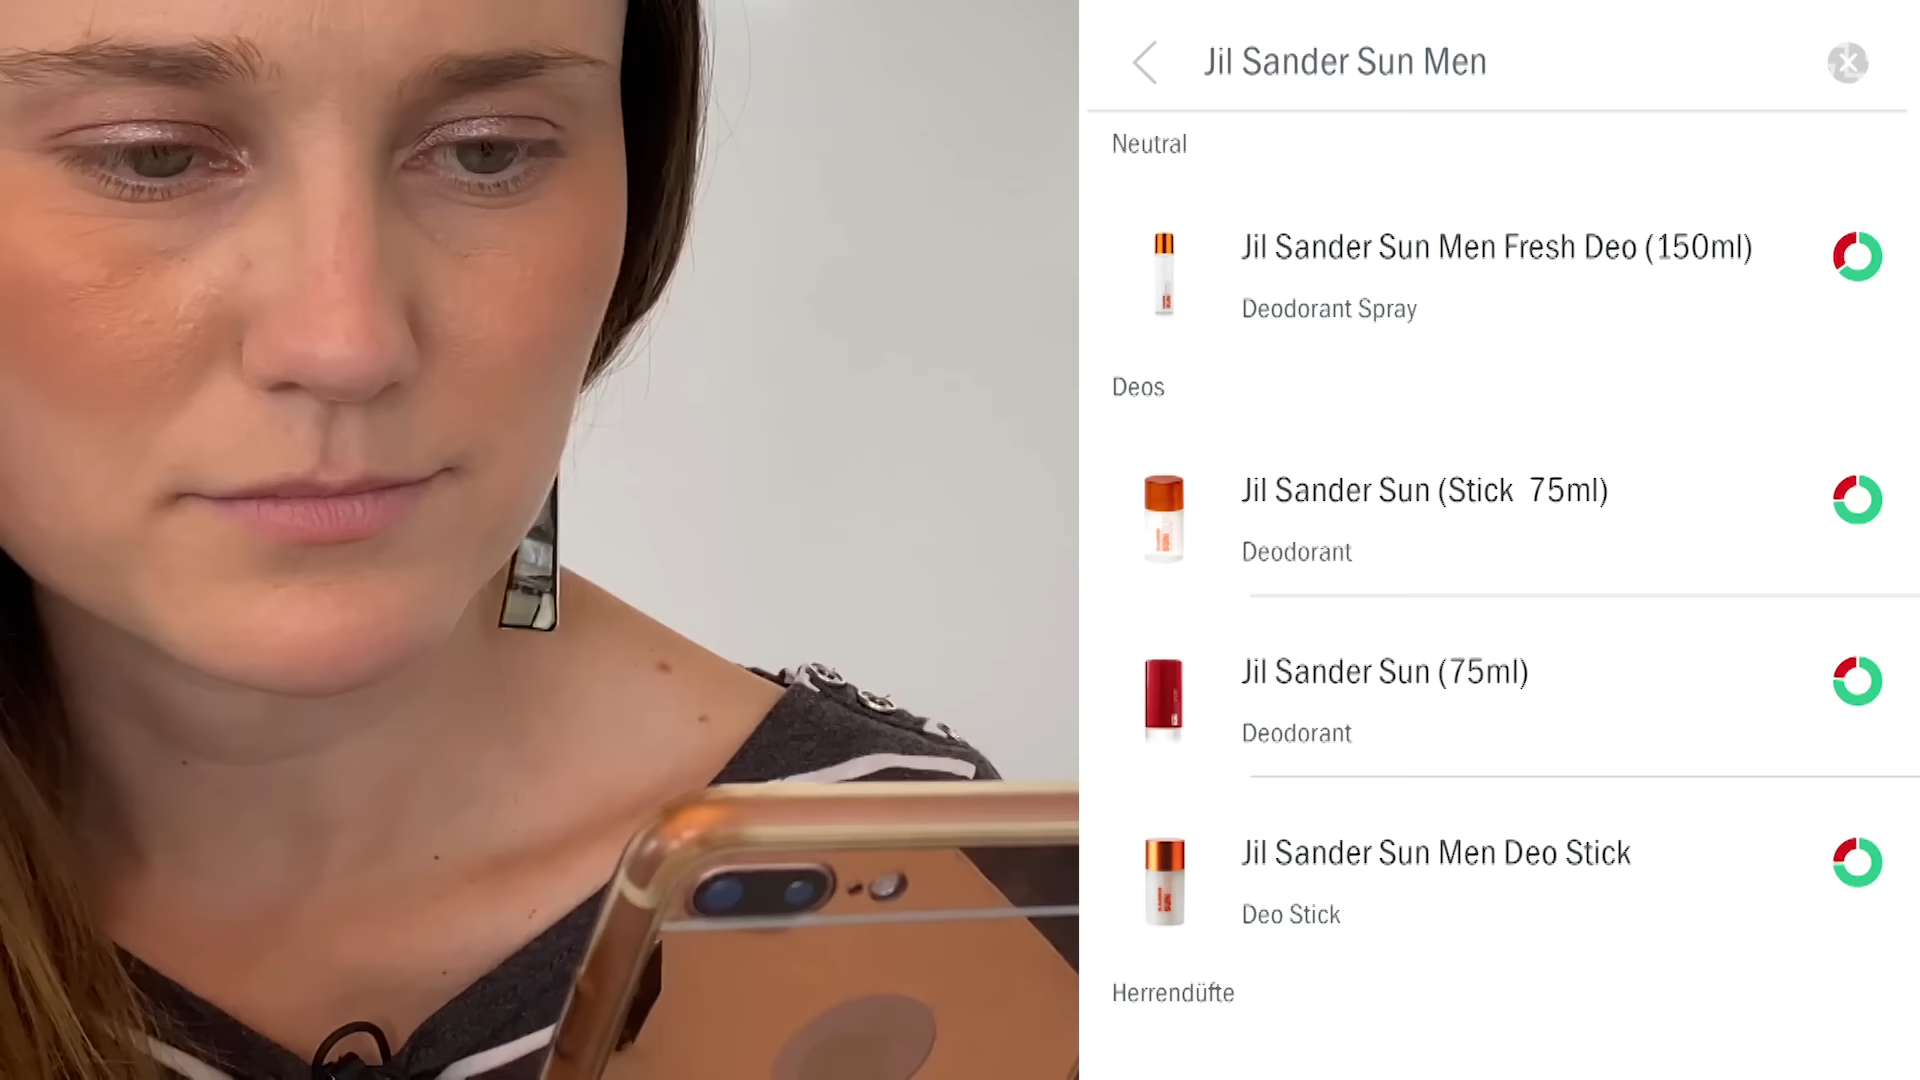 Jil Sander Sun Men
Neutral
Jil Sander Sun Men Fresh Deo (150ml)
Deodorant Spray
Deos
Jil Sander Sun (Stick 75ml)
Deodorant
Jil Sander Sun (75ml)
Deodorant
Jil Sander Sun Men Deo Stick
Deo Stick
Herrendüfte